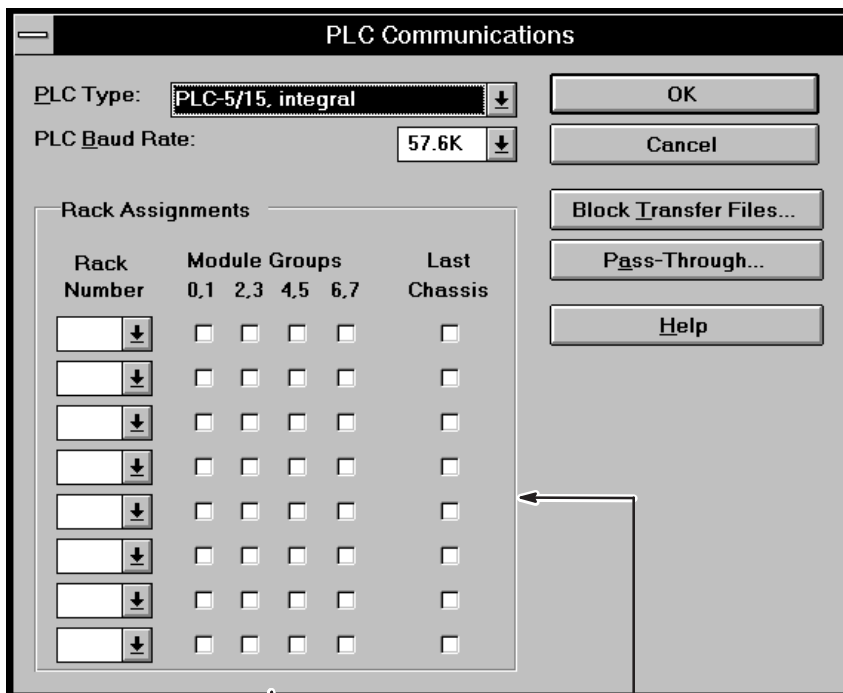 PLC Communications
PLC Type: PLC-5/15, integral
PLC Baud Rate: 57.6K
OK
Cancel
Block Transfer Files...
Pass-Through...
Help
Rack Assignments
Rack Number
Module Groups
0,1 2,3 4,5 6,7
Last Chassis